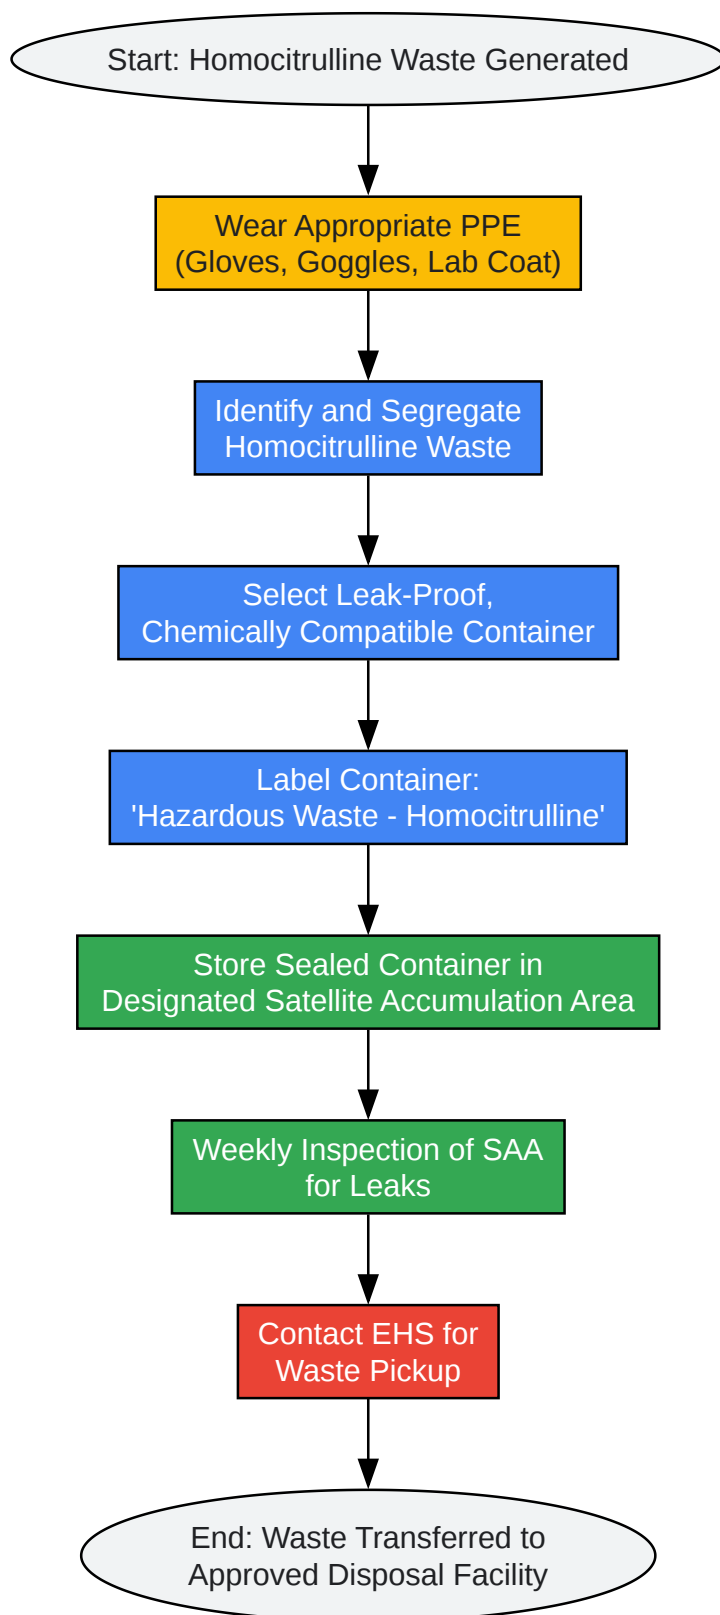 Start: Homocitrulline Waste Generated
Wear Appropriate PPE
(Gloves, Goggles, Lab Coat)
Identify and Segregate
Homocitrulline Waste
Select Leak-Proof,
Chemically Compatible Container
Label Container:
'Hazardous Waste - Homocitrulline'
Store Sealed Container in
Designated Satellite Accumulation Area
Weekly Inspection of SAA
for Leaks
Contact EHS for
Waste Pickup
End: Waste Transferred to
Approved Disposal Facility